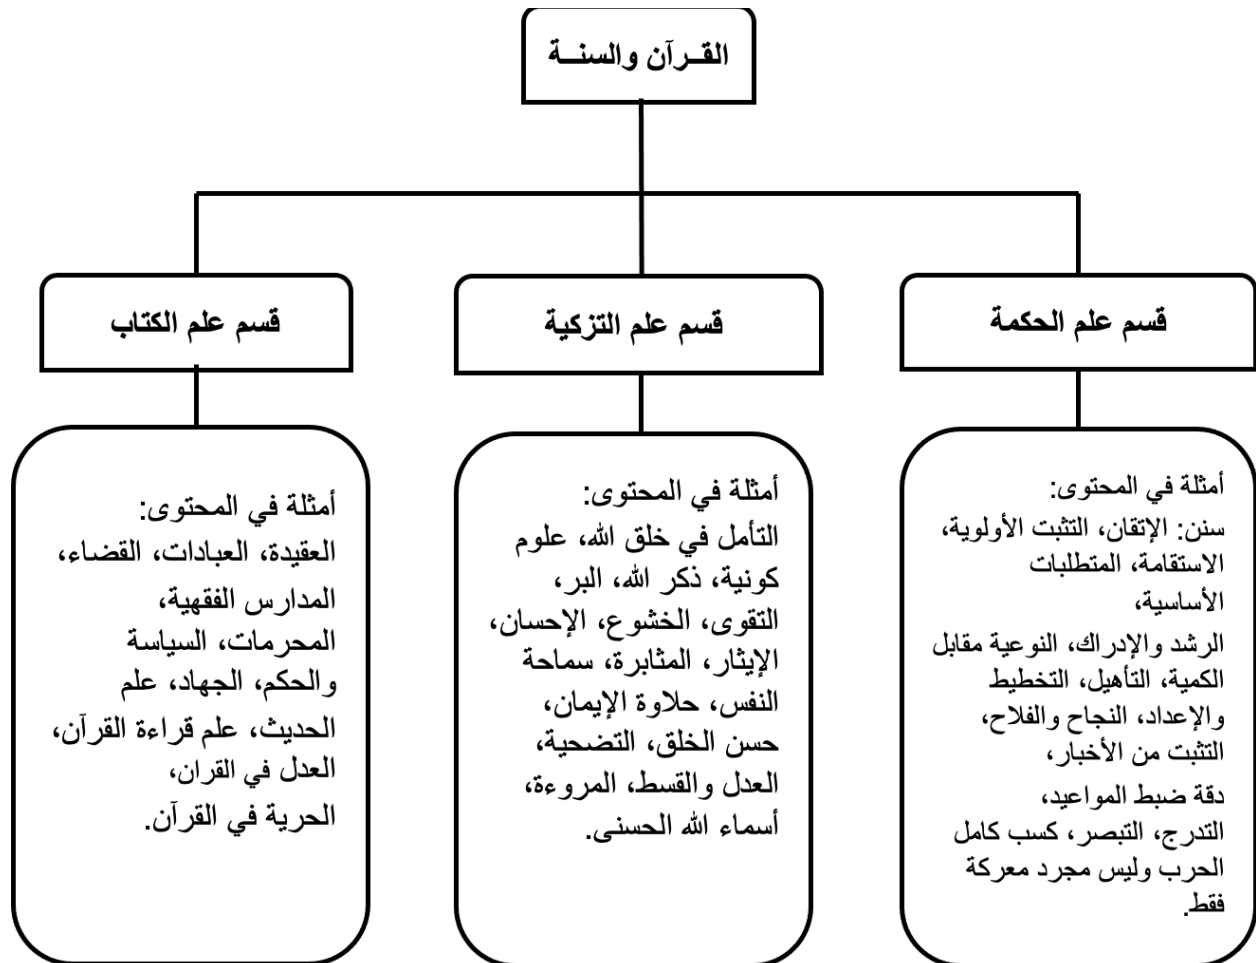 القــرآن والسنــة
قسم علم الحكمة
قسم علم التزكية
قسم علم الكتاب
أمثلة في المحتوى:
سنن: الإتقان، التثبت الأولوية،
الاستقامة، المتطلبات
الأساسية،
الرشد والإدراك، النوعية مقابل
الكمية، التأهيل، التخطيط
والإعداد، النجاح والفلاح،
التثبت من الأخبار،
دقة ضبط المواعيد،
التدرج، التبصر، كسب كامل
الحرب وليس مجرد معركة
فقط.
أمثلة في المحتوى:
التأمل في خلق الله، علوم
كونية، ذكر الله، البر،
التقوى، الخشوع، الإحسان،
الإيثار، المثابرة، سماحة
النفس، حلاوة الإيمان،
حسن الخلق، التضحية،
العدل والقسط، المروءة،
أسماء الله الحسنى.
أمثلة في المحتوى:
العقيدة، العبادات، القضاء،
المدارس الفقهية،
المحرمات، السياسة
والحكم، الجهاد، علم
الحديث، علم قراءة القرآن،
العدل في القران،
الحرية في القرآن.